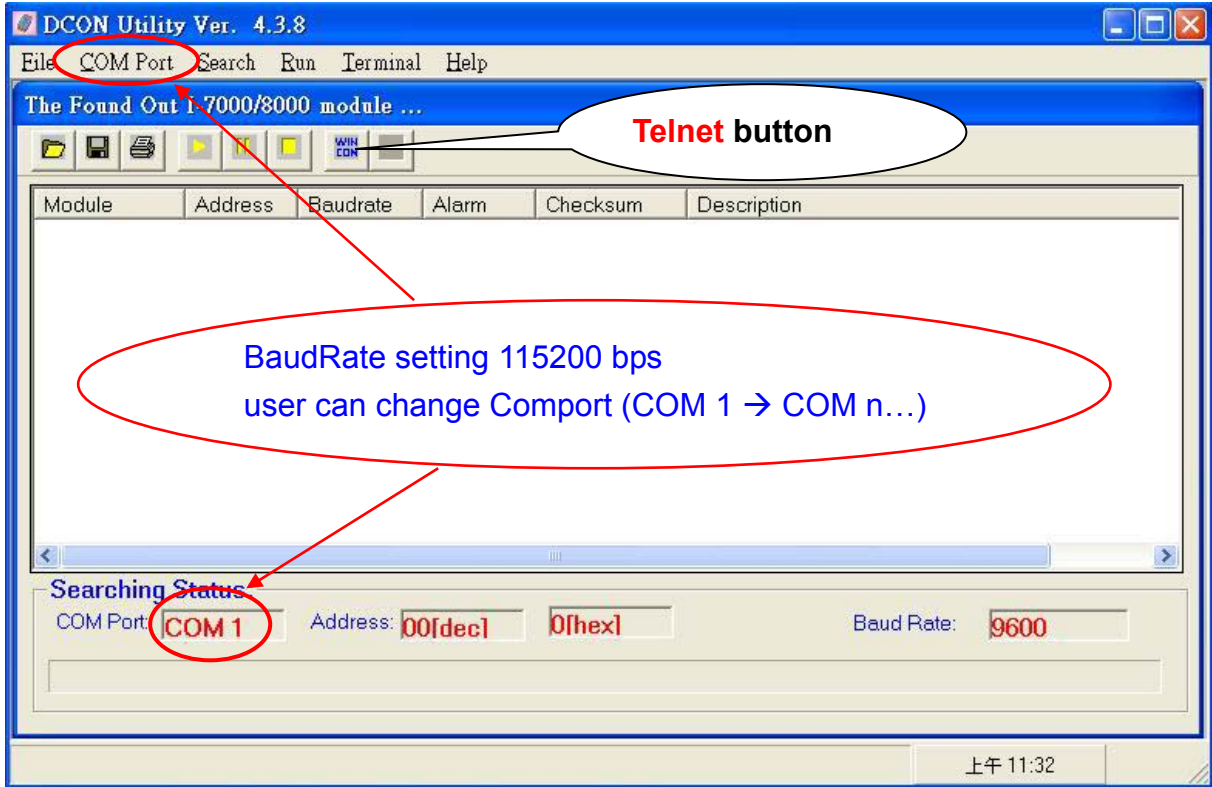 DCON Utility Ver. 4.3.8
File COM Port Search Run Terminal Help
The Found Out I-7000/8000 module ...
WIN CON
Telnet button
Module Address Baudrate Alarm Checksum Description
BaudRate setting 115200 bps
user can change Comport (COM 1 → COM n…)
Searching Status:
COM Port: COM 1 Address: 00[dec] 0[hex] Baud Rate: 9600
上午 11:32